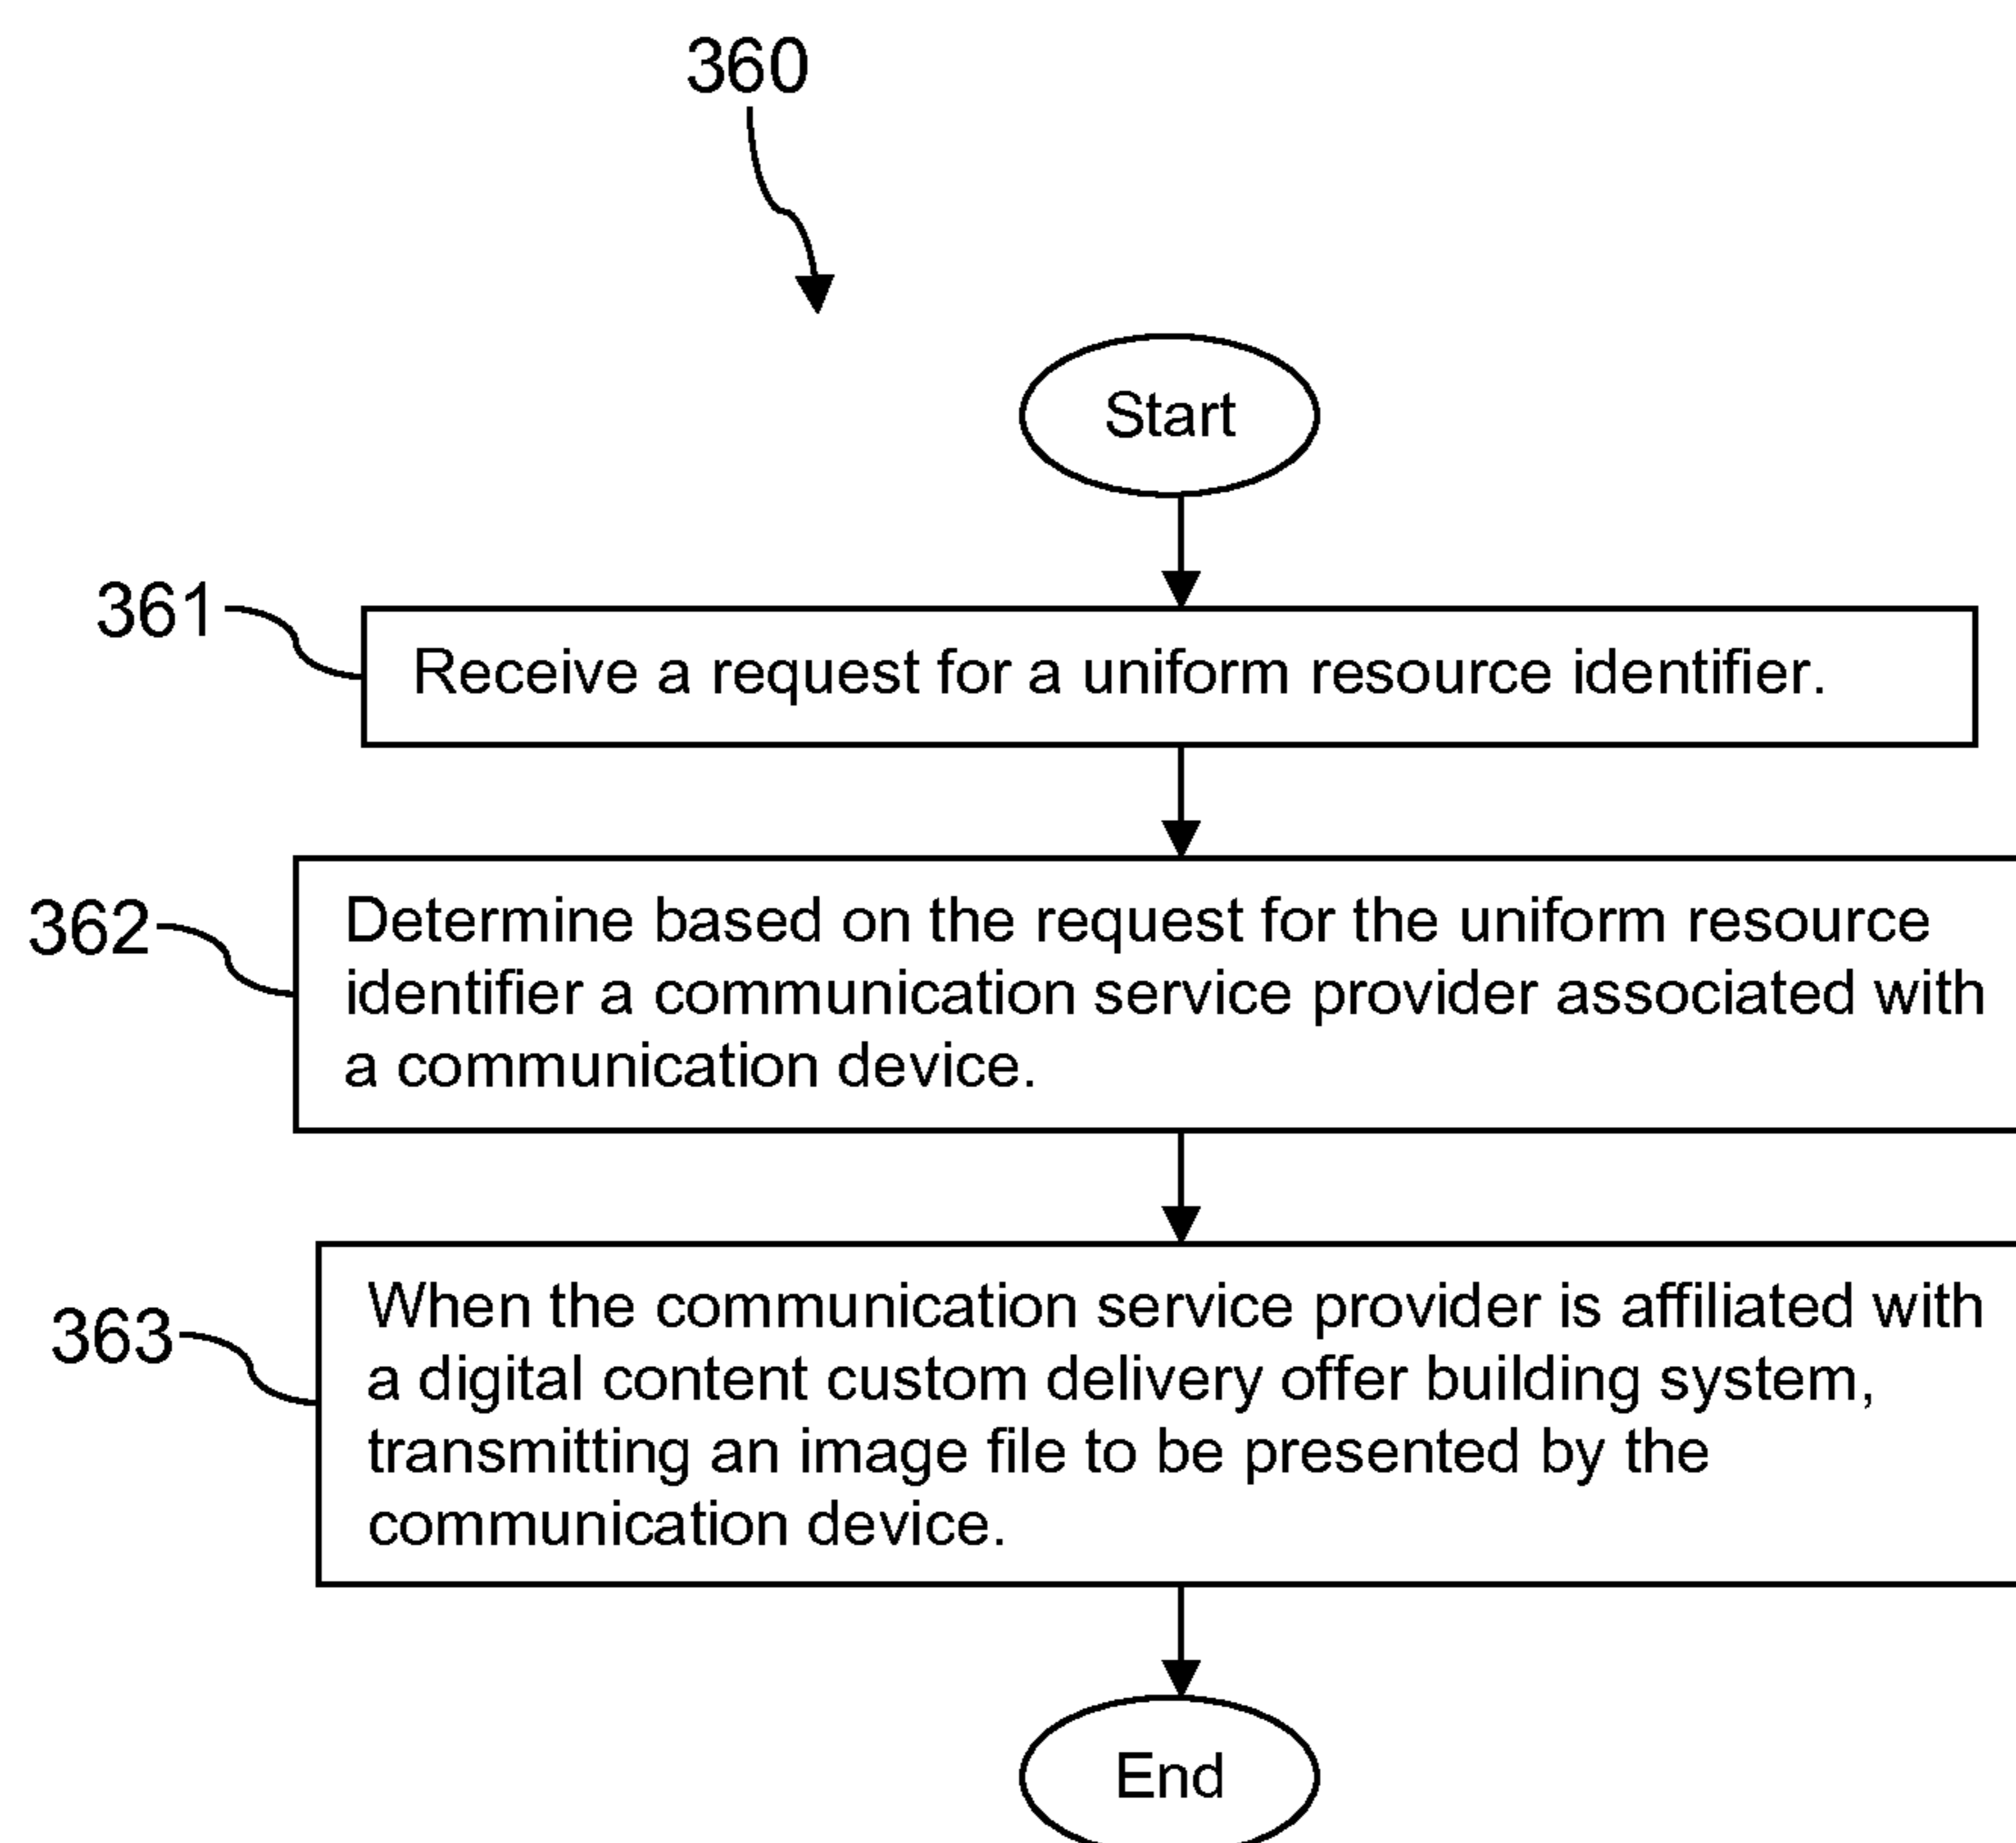 360
Start
361
Receive a request for a uniform resource identifier.
362
Determine based on the request for the uniform resource
identifier a communication service provider associated with
a communication device.
363
When the communication service provider is affiliated with
a digital content custom delivery offer building system,
transmitting an image file to be presented by the
communication device.
End